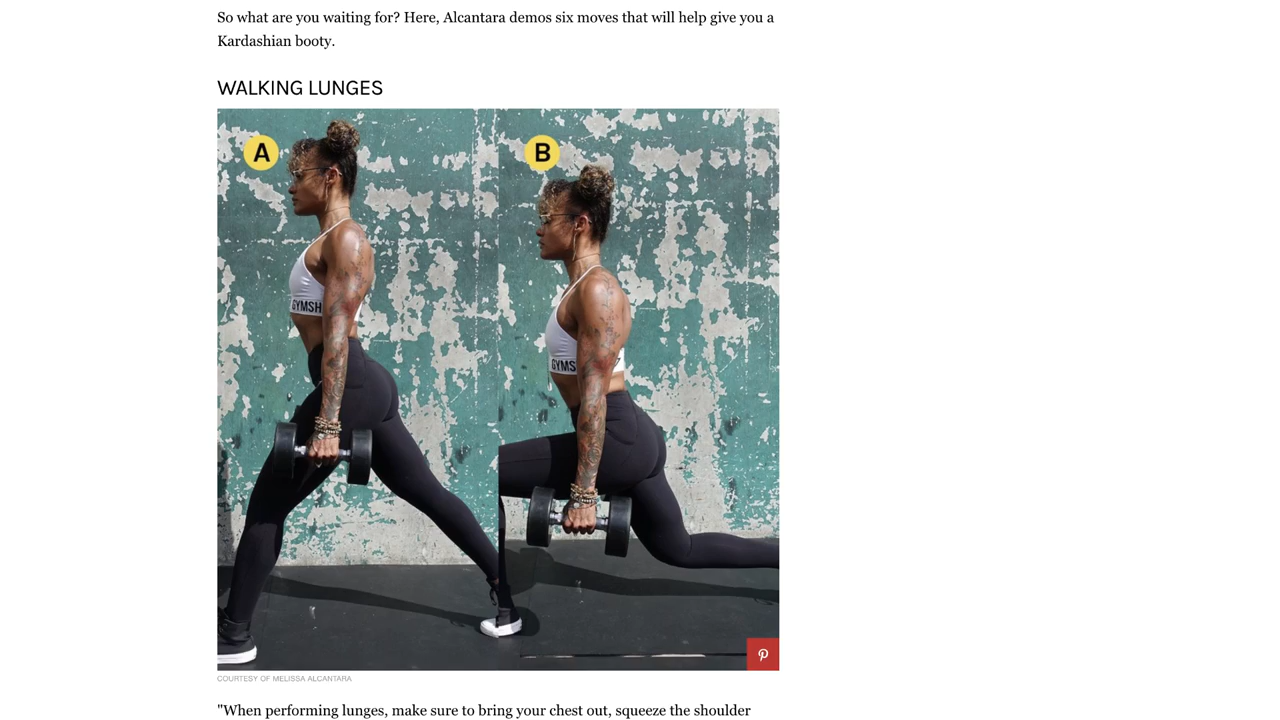 So what are you waiting for? Here, Alcantara demos six moves that will help give you a
Kardashian booty.
WALKING LUNGES
A
B
GYMSH
GYMS
COURTESY OF MELISSA ALCANTARA
"When performing lunges, make sure to bring your chest out, squeeze the shoulder